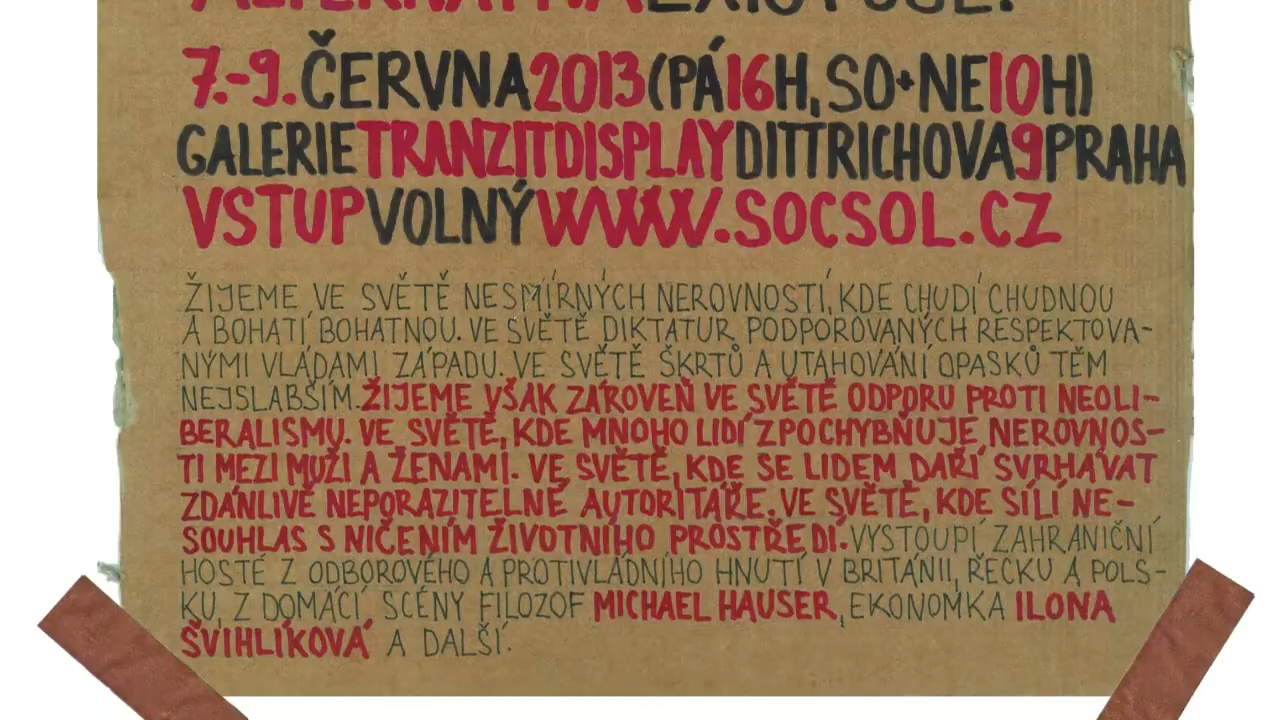 7.-9. ČERVNA 2013 (PÁ 16H, SO+NE 10H)
GALERIE TRANZITDISPLAY DITTRICHOVA 9 PRAHA
VSTUP VOLNÝ WWW.SOCSOL.CZ
ŽIJEME VE SVĚTĚ NESMÍRNÝCH NEROVNOSTÍ, KDE CHUDÍ CHUDNOU
A BOHATÍ BOHATNOU. VE SVĚTĚ DIKTATUR PODPOROVANÝCH RESPEKTOVA-
NÝMI VLÁDAMI ZÁPADU. VE SVĚTĚ ŠKRTŮ A UTAHOVÁNÍ OPASKŮ TĚM
NEJSLABŠÍM. ŽIJEME VŠAK ZÁROVEŇ VE SVĚTĚ ODPORU PROTI NEOLI-
BERALISMU. VE SVĚTĚ, KDE MNOHO LIDÍ ZPOCHYBŇUJE NEROVNOS-
TI MEZI MUŽI A ŽENAMI. VE SVĚTĚ, KDE SE LIDEM DAŘÍ SVRHÁVAT
ZDÁNLIVĚ NEPORAZITELNÉ AUTORITÁŘE. VE SVĚTĚ, KDE SÍLÍ NE-
SOUHLAS S NIČENÍM ŽIVOTNÍHO PROSTŘEDÍ. VYSTOUPÍ ZAHRANIČNÍ
HOSTÉ Z ODBOROVÉHO A PROTIVLÁDNÍHO HNUTÍ V BRITÁNII, ŘECKU A POLS-
KU, Z DOMÁCÍ SCÉNY FILOZOF MICHAEL HAUSER, EKONOMKA ILONA
ŠVIHLÍKOVÁ A DALŠÍ.